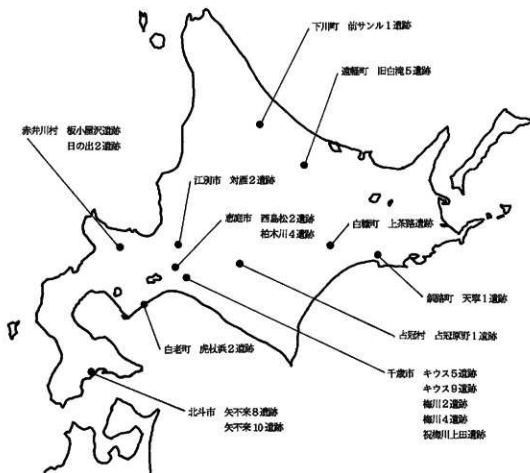 下川町 前サンル1遺跡
遠軽町 旧白滝5遺跡
赤井川村 板小屋沢遺跡
日の出2遺跡
江別市 対雁2遺跡
恵庭市 西島松2遺跡
柏木川4遺跡
白糠町 上茶路遺跡
釧路町 天寧1遺跡
占冠村 占冠原野1遺跡
白老町 虎杖浜2遺跡
千歳市 キウス5遺跡
キウス9遺跡
梅川2遺跡
梅川4遺跡
祝梅川上田遺跡
北斗市 矢不来8遺跡
矢不来10遺跡